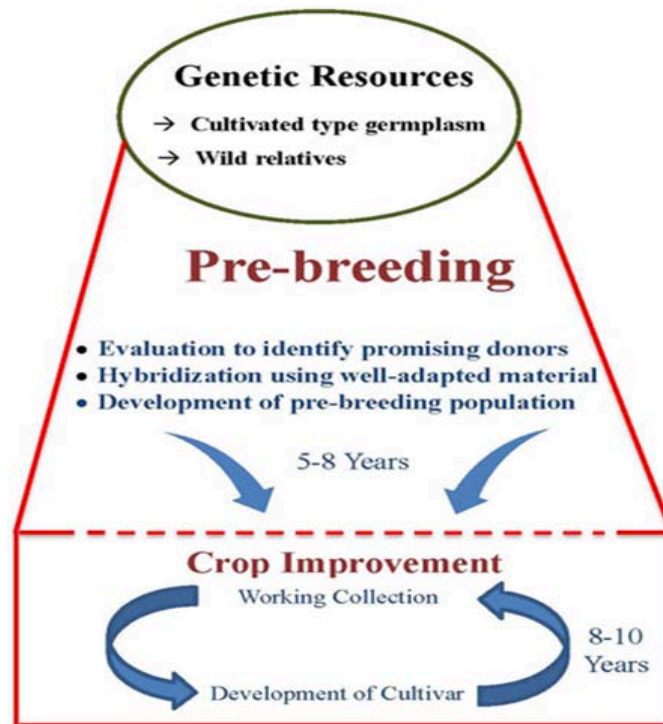 Genetic Resources
→ Cultivated type germplasm
→ Wild relatives
Pre-breeding
• Evaluation to identify promising donors
• Hybridization using well-adapted material
• Development of pre-breeding population
5-8 Years
Crop Improvement
Working Collection
8-10
Years
Development of Cultivar